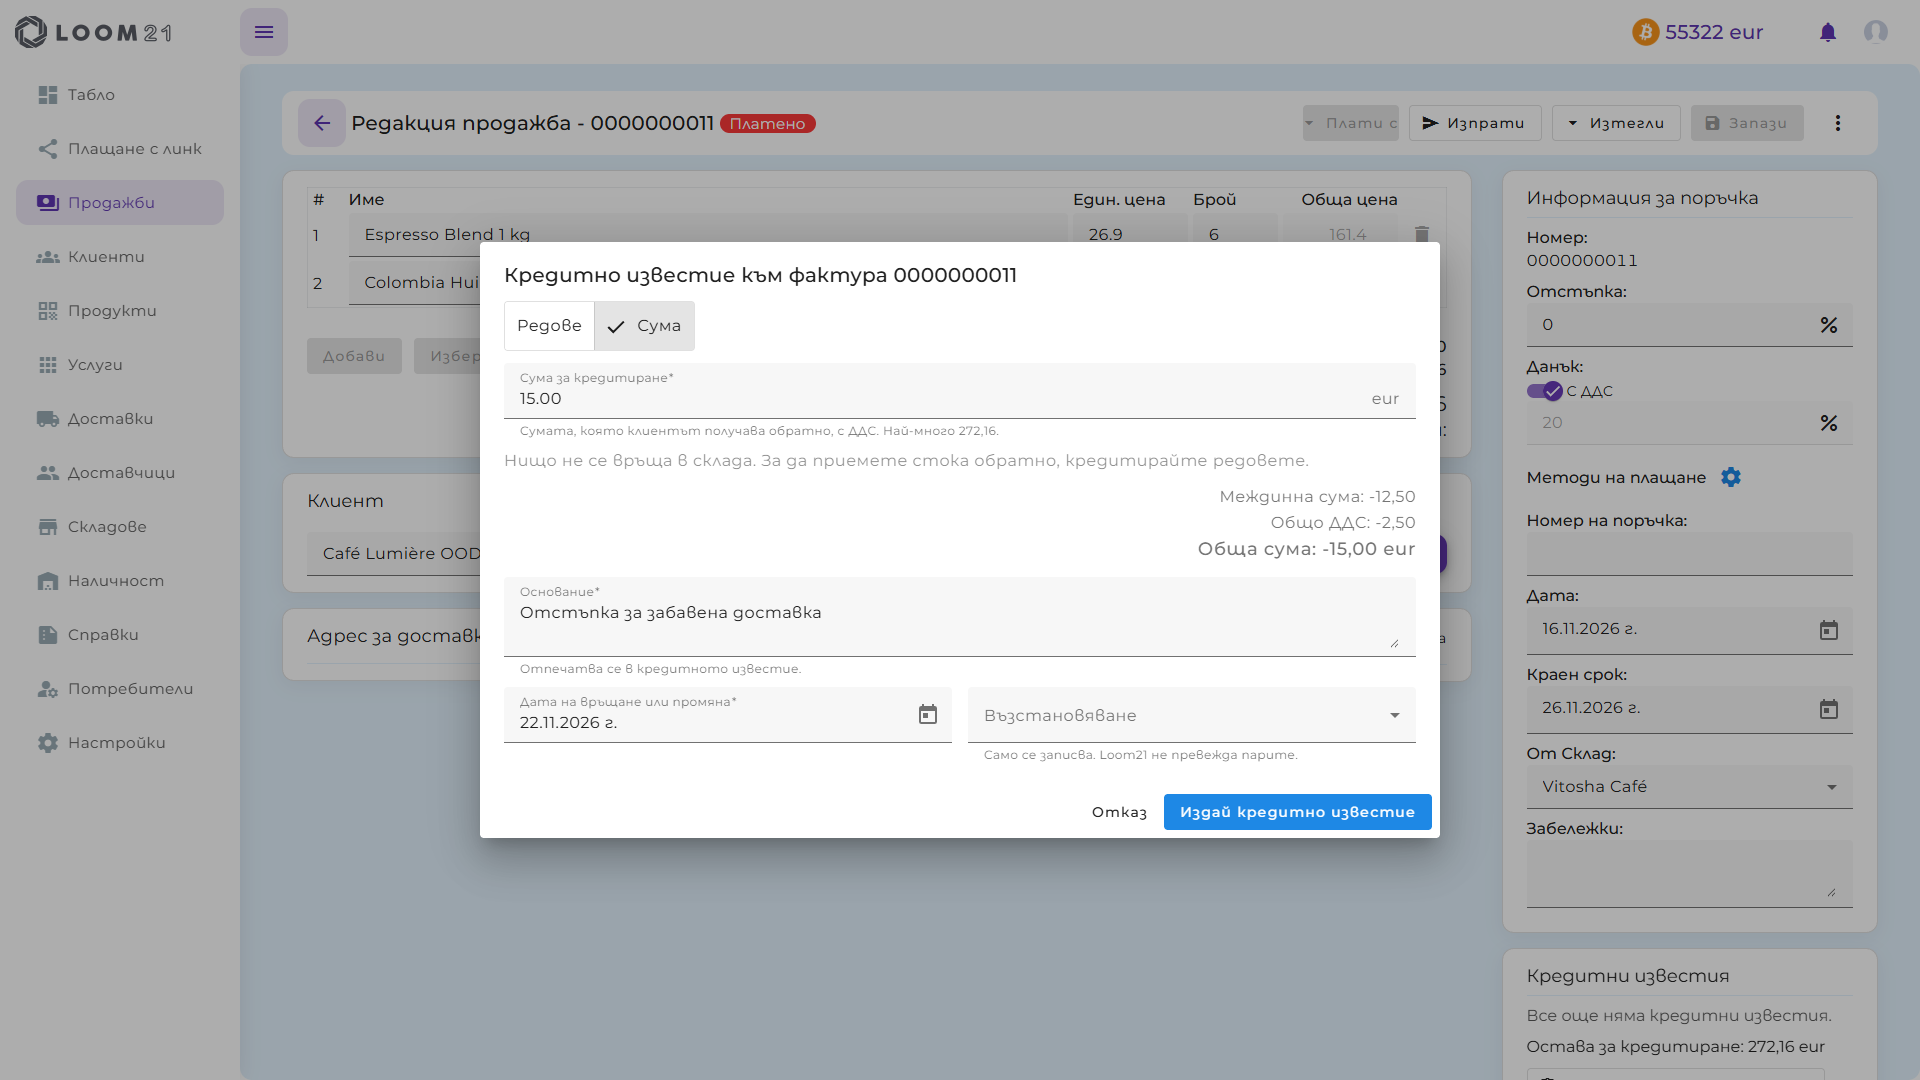 LOOM 21
55322 eur
Табло
Плащане с линк
Продажби
Клиенти
Продукти
Услуги
Доставки
Доставчици
Складове
Наличност
Справки
Потребители
Настройки
Редакция продажба - 0000000011 Платено
Плати с
Изпрати
Изтегли
Запази
# Име Един. цена Брой Обща цена
1 Espresso Blend 1 kg 26.9 6 161.4
2 Colombia Hui
Добави
Избер
Клиент
Café Lumière OOD
Адрес за доставк
Кредитно известие към фактура 0000000011
Редове
Сума
Сума за кредитиране*
15.00 eur
Сумата, която клиентът получава обратно, с ДДС. Най-много 272,16.
Нищо не се връща в склада. За да приемете стока обратно, кредитирайте редовете.
Междинна сума: -12,50
Общо ДДС: -2,50
Обща сума: -15,00 eur
Основание*
Отстъпка за забавена доставка
Отпечатва се в кредитното известие.
Дата на връщане или промяна*
22.11.2026 г.
Възстановяване
Само се записва. Loom21 не превежда парите.
Отказ
Издай кредитно известие
Информация за поръчка
Номер:
0000000011
Отстъпка:
0 %
Данък:
С ДДС
20 %
Методи на плащане
Номер на поръчка:
Дата:
16.11.2026 г.
Краен срок:
26.11.2026 г.
От Склад:
Vitosha Café
Забележки:
Кредитни известия
Все още няма кредитни известия.
Остава за кредитиране: 272,16 eur